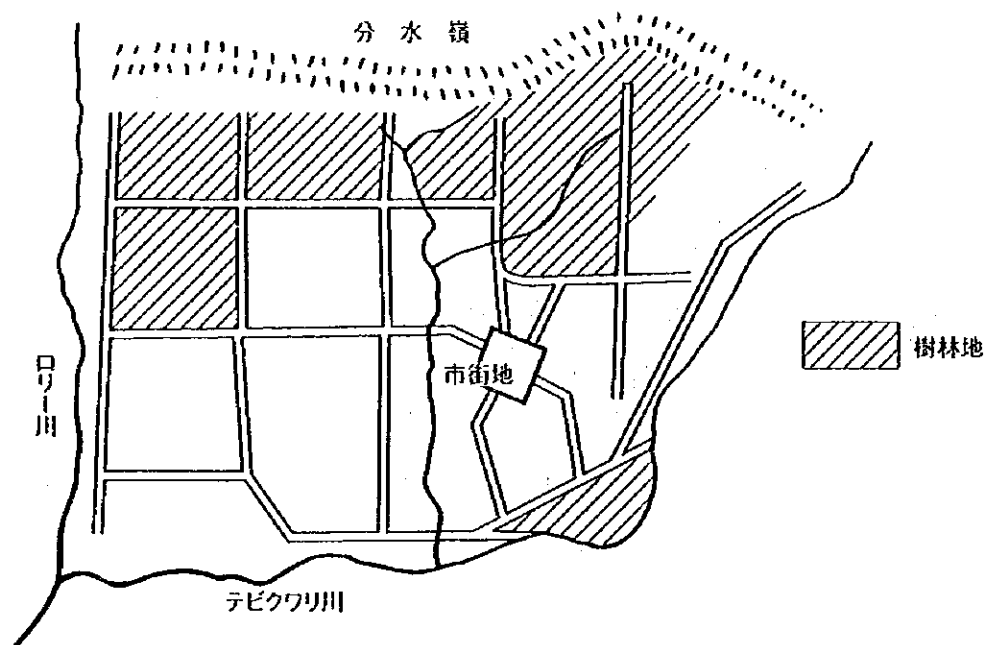 分水嶺
市街地
樹林地
ロリー川
テビクワリ川